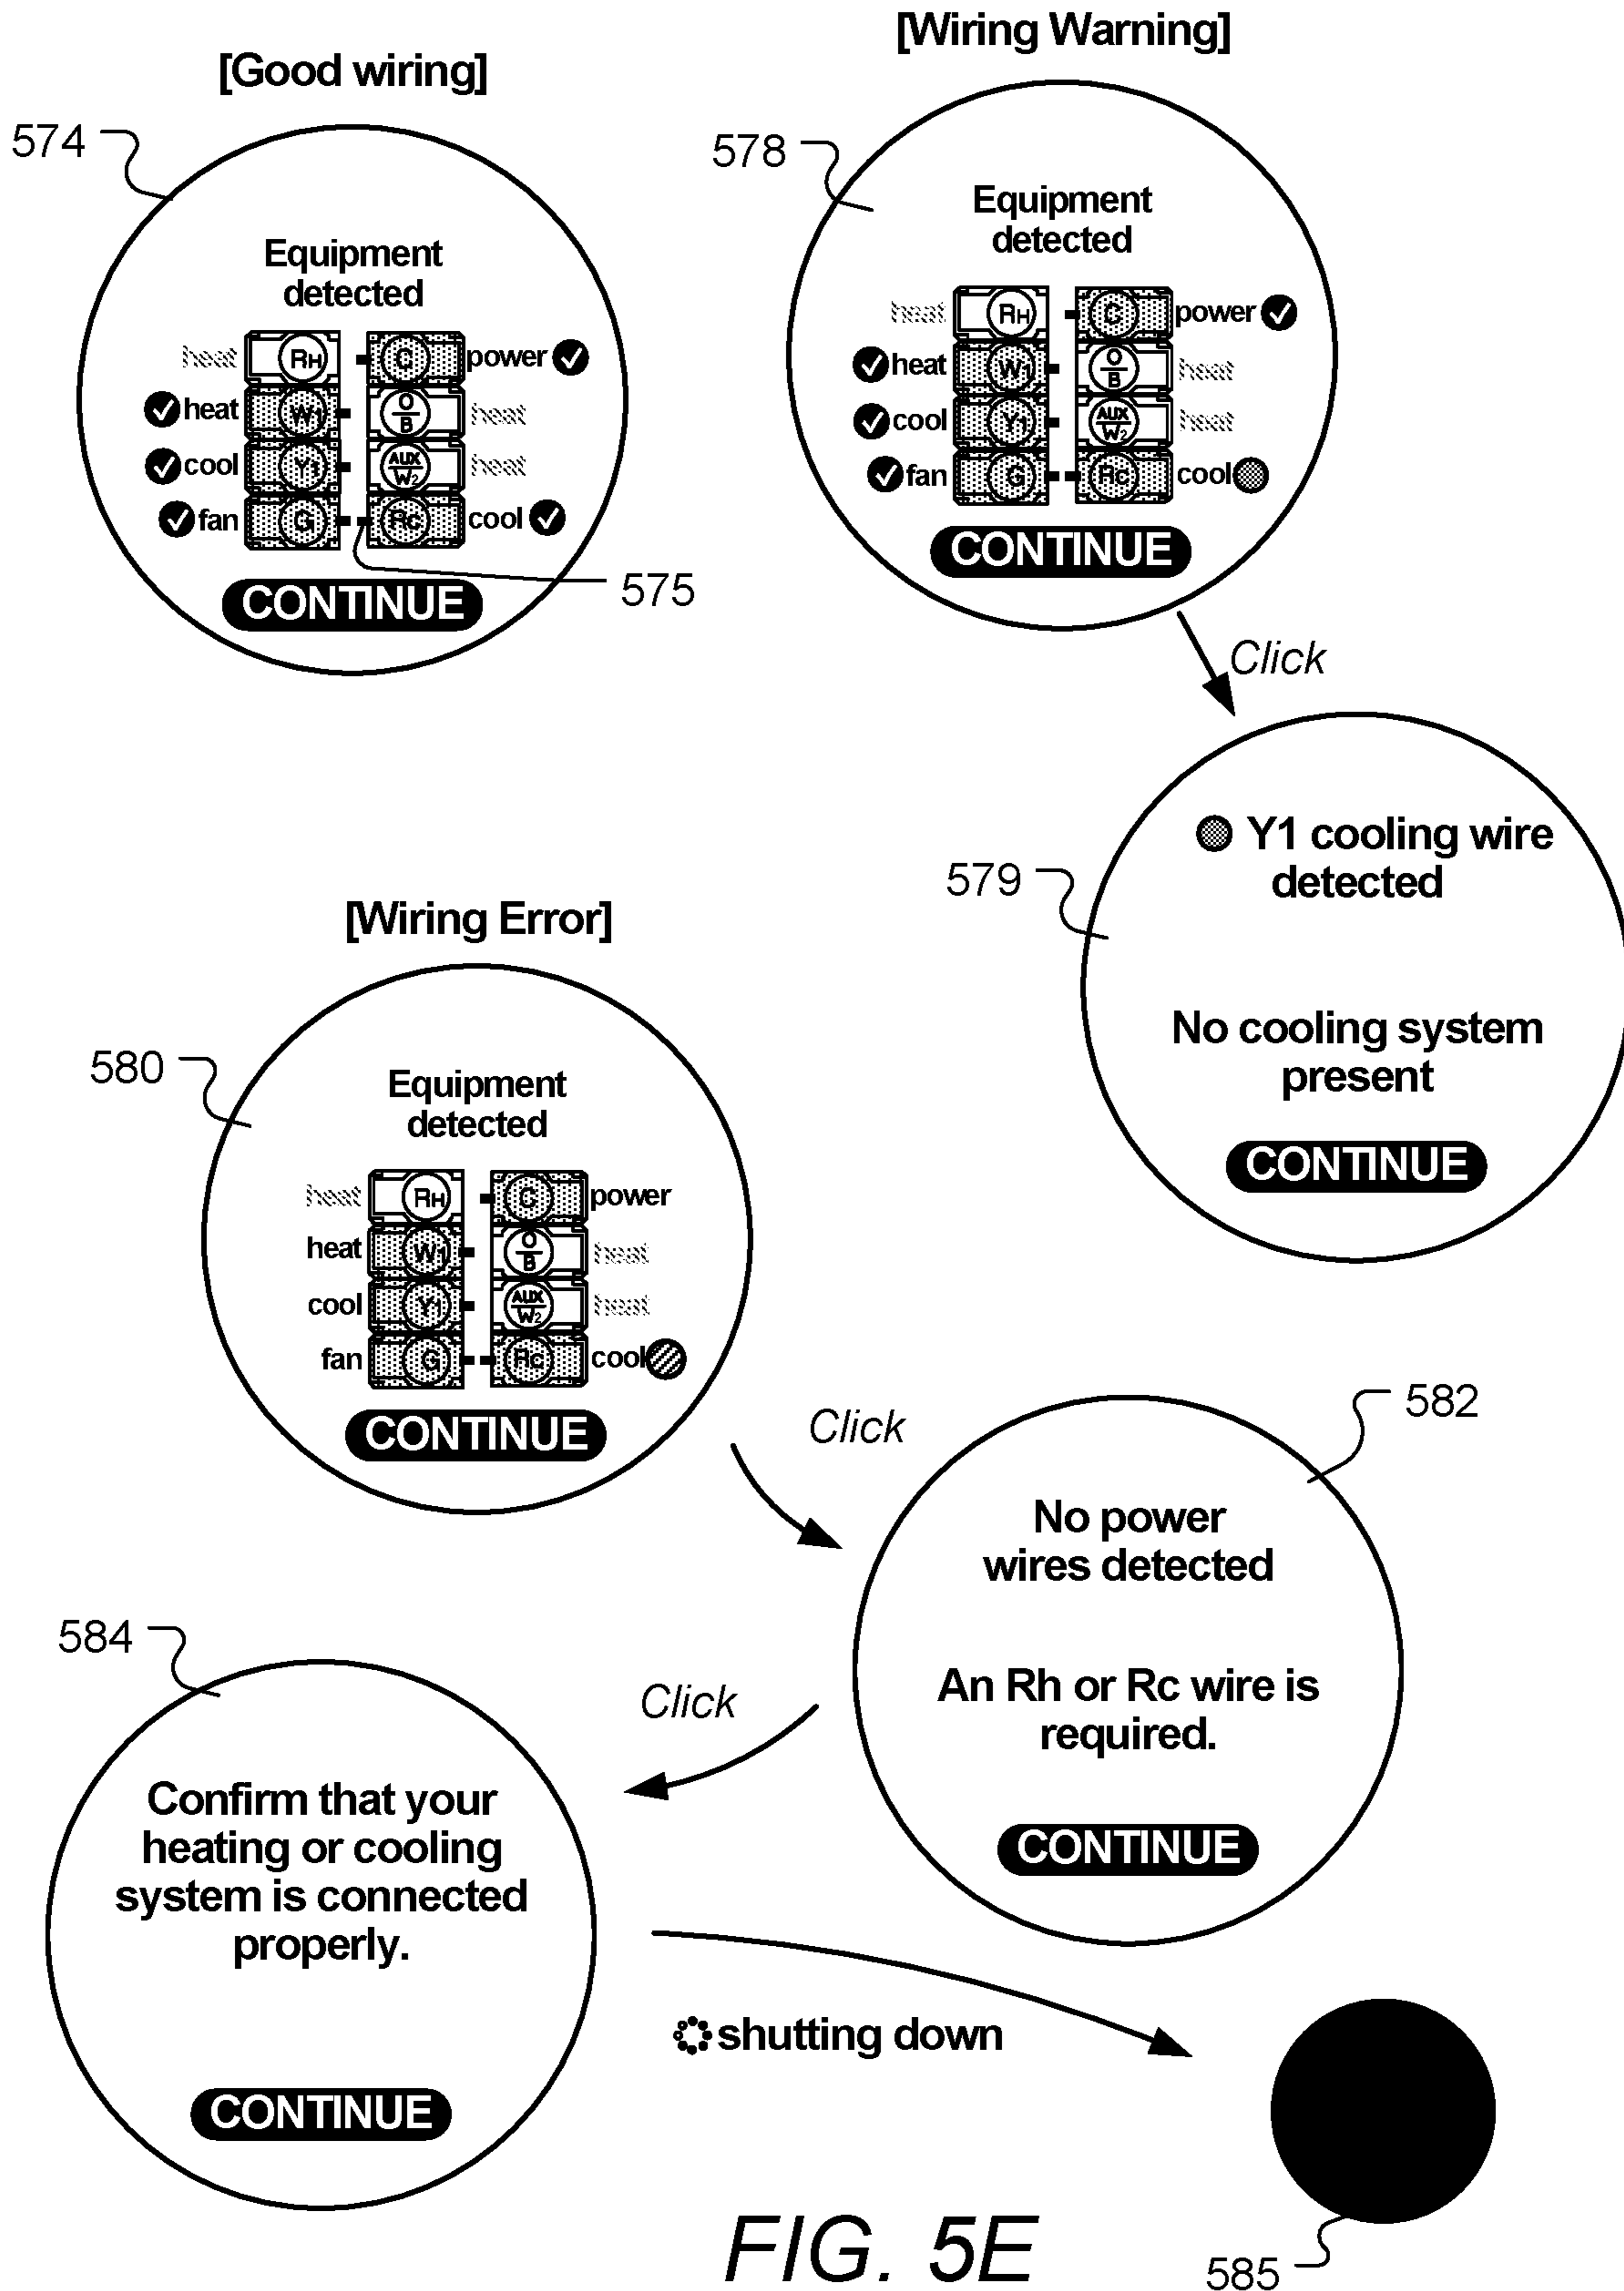 [Wiring Warning]
[Good wiring]
574
578
Equipment
detected
heat RH C power
heat W1 O/B heat
cool Y1 AUX/W2 heat
fan G Rc cool
CONTINUE
575
Equipment
detected
heat RH C power
heat W1 O/B heat
cool Y1 AUX/W2 heat
fan G Rc cool
CONTINUE
Click
579
Y1 cooling wire
detected
No cooling system
present
CONTINUE
[Wiring Error]
580
Equipment
detected
heat RH C power
heat W1 O/B heat
cool Y1 AUX/W2 heat
fan G Rc cool
CONTINUE
Click
582
No power
wires detected
An Rh or Rc wire is
required.
CONTINUE
Click
584
Confirm that your
heating or cooling
system is connected
properly.
CONTINUE
shutting down
585
FIG. 5E